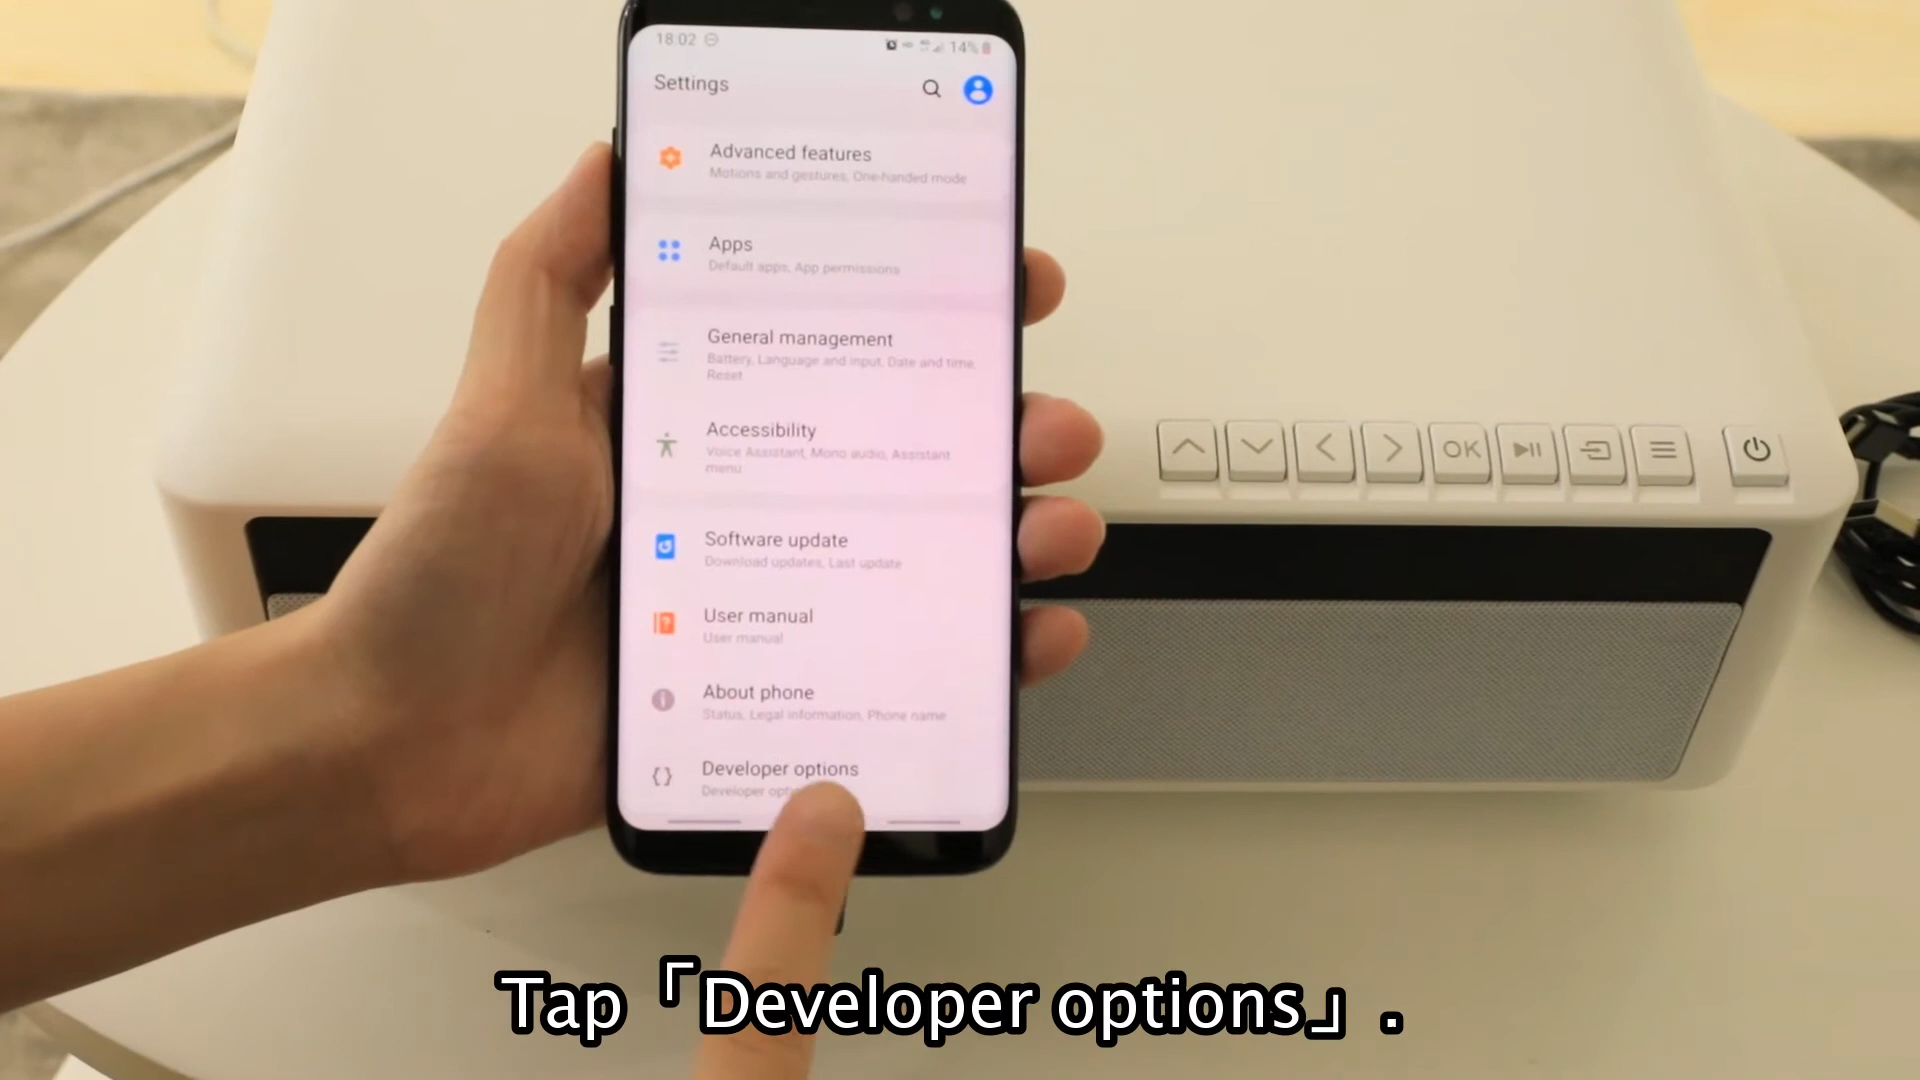 18:02
14%
Settings
Advanced features
Motions and gestures, One-handed mode
Apps
Default apps, App permissions
General management
Battery, Language and input, Date and time,
Reset
Accessibility
Voice Assistant, Mono audio, Assistant
menu
Software update
Download updates, Last update
User manual
User manual
About phone
Status, Legal information, Phone name
Developer options
Developer
OK
Tap「Developer options」.